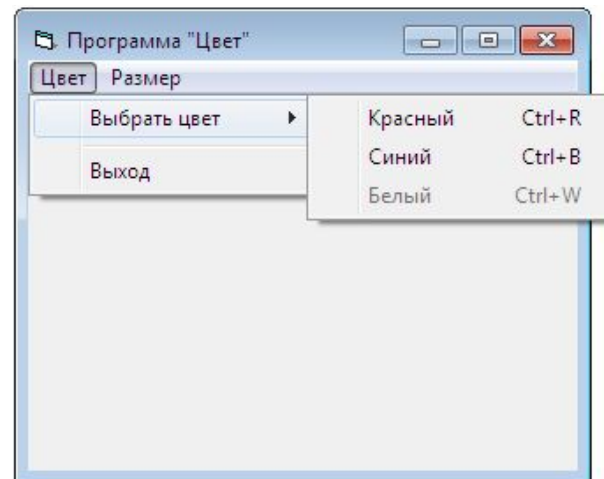 Программа "Цвет"
Цвет Размер
Выбрать цвет
Выход
Красный Ctrl+R
Синий Ctrl+B
Белый Ctrl+W